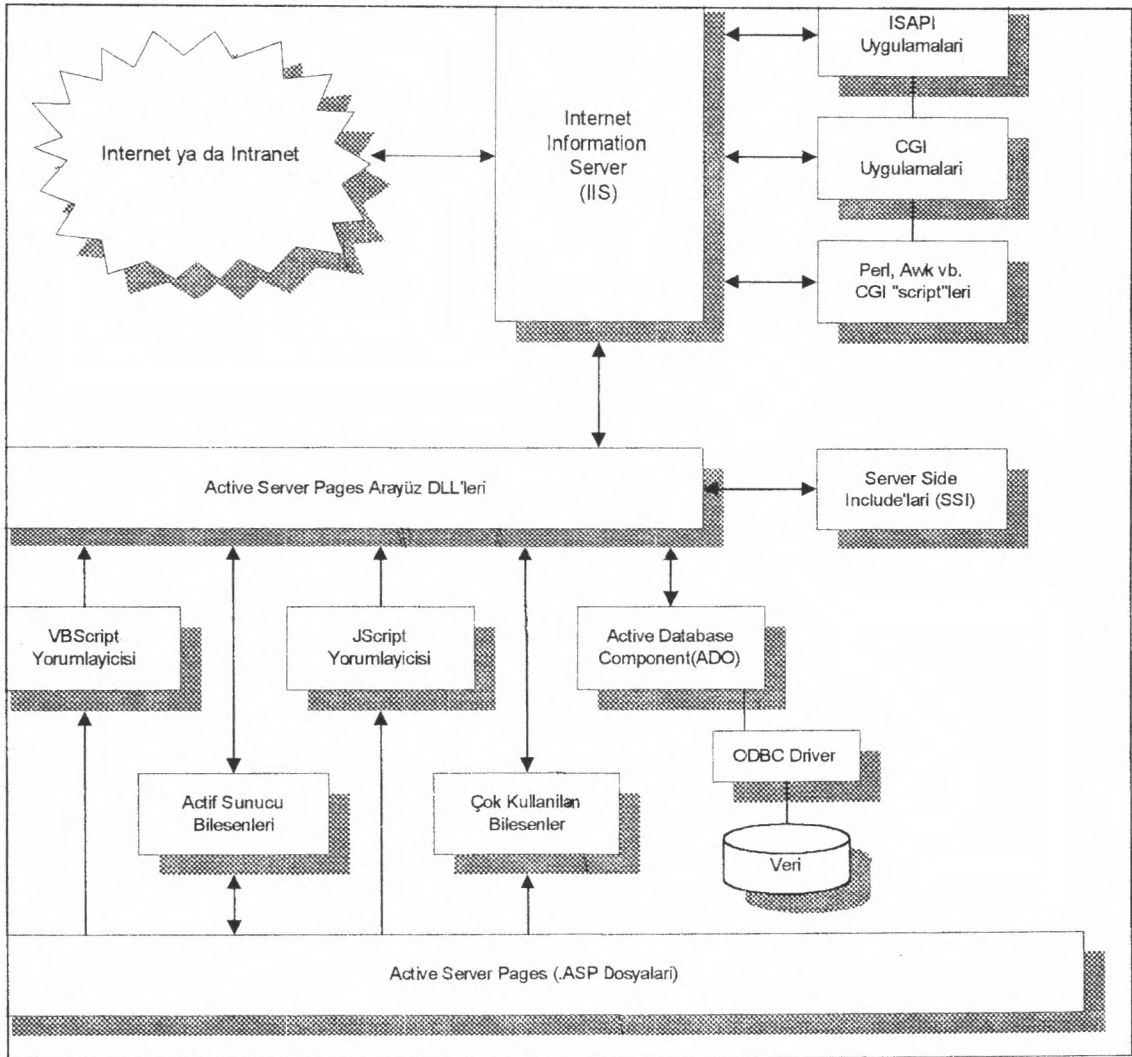 ISAPI
Uygulamalari
Internet
Information
Server
(IIS)
Internet ya da Intranet
CGI
Uygulamalari
Perl, Awk vb.
CGI "script"leri
Active Server Pages Arayüz DLL'leri
Server Side
Include'lari (SSI)
VBScript
Yorumlayicisi
JScript
Yorumlayicisi
Active Database
Component(ADO)
ODBC Driver
Actif Sunucu
Bilesenleri
Çok Kullanilan
Bilesenler
Veri
Active Server Pages (.ASP Dosyalari)